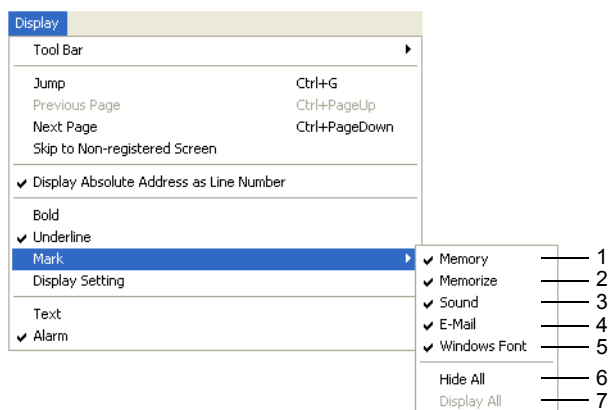 Display
Tool Bar
Jump Ctrl+G
Previous Page Ctrl+PageUp
Next Page Ctrl+PageDown
Skip to Non-registered Screen
Display Absolute Address as Line Number
Bold
Underline
Mark
Display Setting
Text
Alarm
Memory 1
Memorize 2
Sound 3
E-Mail 4
Windows Font 5
Hide All 6
Display All 7